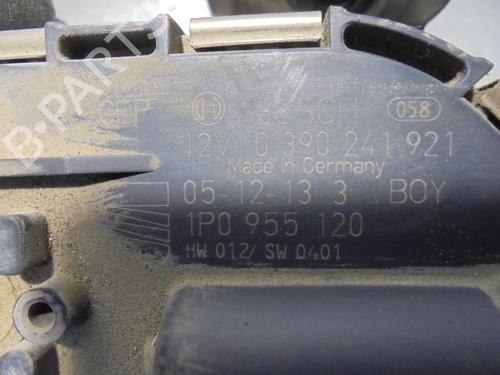 CHP BOSCH 058
12V 0 390 241 921
Made in Germany
05-12-13 3 BOY
1P0 955 120
HW 012/ SW 0401